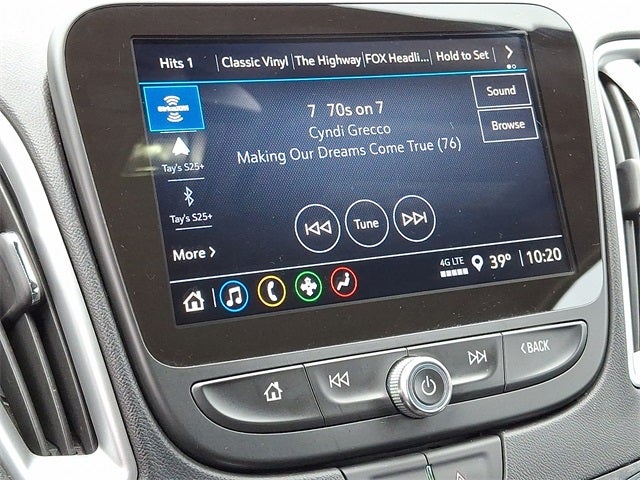 Hits 1 Classic Vinyl The Highway FOX Headli... Hold to Set
SiriusXM
7 70s on 7
Cyndi Grecco
Making Our Dreams Come True (76)
Sound
Browse
Tay's S25+
Tay's S25+
Tune
More
4G LTE
39° 10:20
BACK